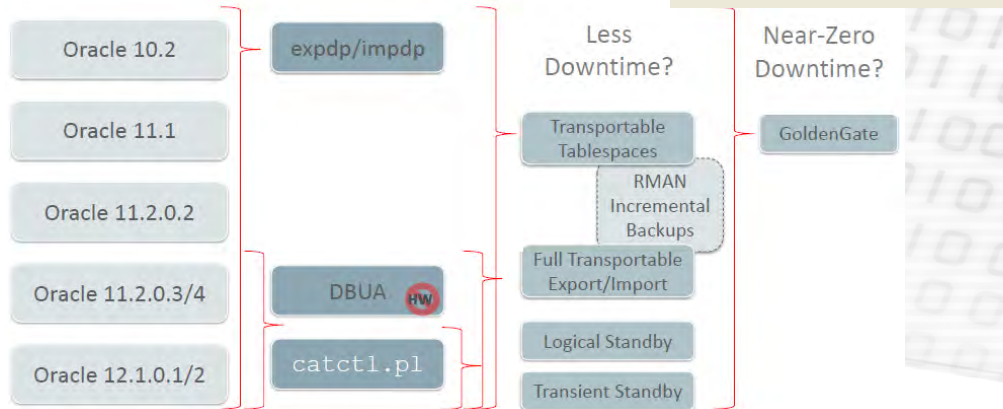 Oracle 10.2
Oracle 11.1
Oracle 11.2.0.2
Oracle 11.2.0.3/4
Oracle 12.1.0.1/2
expdp/impdp
DBUA
HW
catctl.pl
Less
Downtime?
Transportable
Tablespaces
RMAN
Incremental
Backups
Full Transportable
Export/Import
Logical Standby
Transient Standby
Near-Zero
Downtime?
GoldenGate